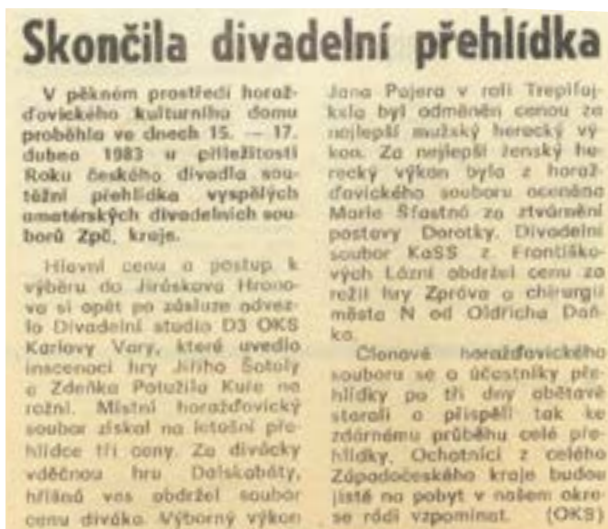 Skončila divadelní přehlídka
V pěkném prostředí horaž-
ďovického kulturního domu
proběhla ve dnech 15. — 17.
dubna 1983 u příležitosti
Roku českého divadla sou-
těžní přehlídka vyspělých
amatérských divadelních sou-
borů Zpč. kraje.
Hlavní cenu a postup k
výběru do Jiráskova Hrono-
va si opět po zásluze odvez-
lo Divadelní studio D3 OKS
Karlovy Vary, které uvedlo
inscenaci hry Jiřího Šotoly
a Zdeňka Potužila Kuře na
rožni. Místní horažďovický
soubor získal na letošní pře-
hlídce tři ceny. Za divácky
vděčnou hru Dalskabáty,
hříšná ves obdržel soubor
cenu diváka. Výborný výkon
Jana Pajera v roli Trepifaj-
ksla byl odměněn cenou za
nejlepší mužský herecký vý-
kon. Za nejlepší ženský he-
recký výkon byla z horaž-
ďovického souboru oceněna
Marie Šťastná za ztvárnění
postavy Dorotky. Divadelní
soubor KaSS z Františko-
vých Lázní obdržel cenu za
režii hry Zpráva o chirurgii
města N od Oldřicha Daň-
ka.
Členové horažďovického
souboru se o účastníky pře-
hlídky po tři dny obětavě
starali a přispěli tak ke
zdárnému průběhu celé pře-
hlídky. Ochotníci z celého
Západočeského kraje budou
jistě na pobyt v našem okre-
se rádi vzpomínat. (OKS)